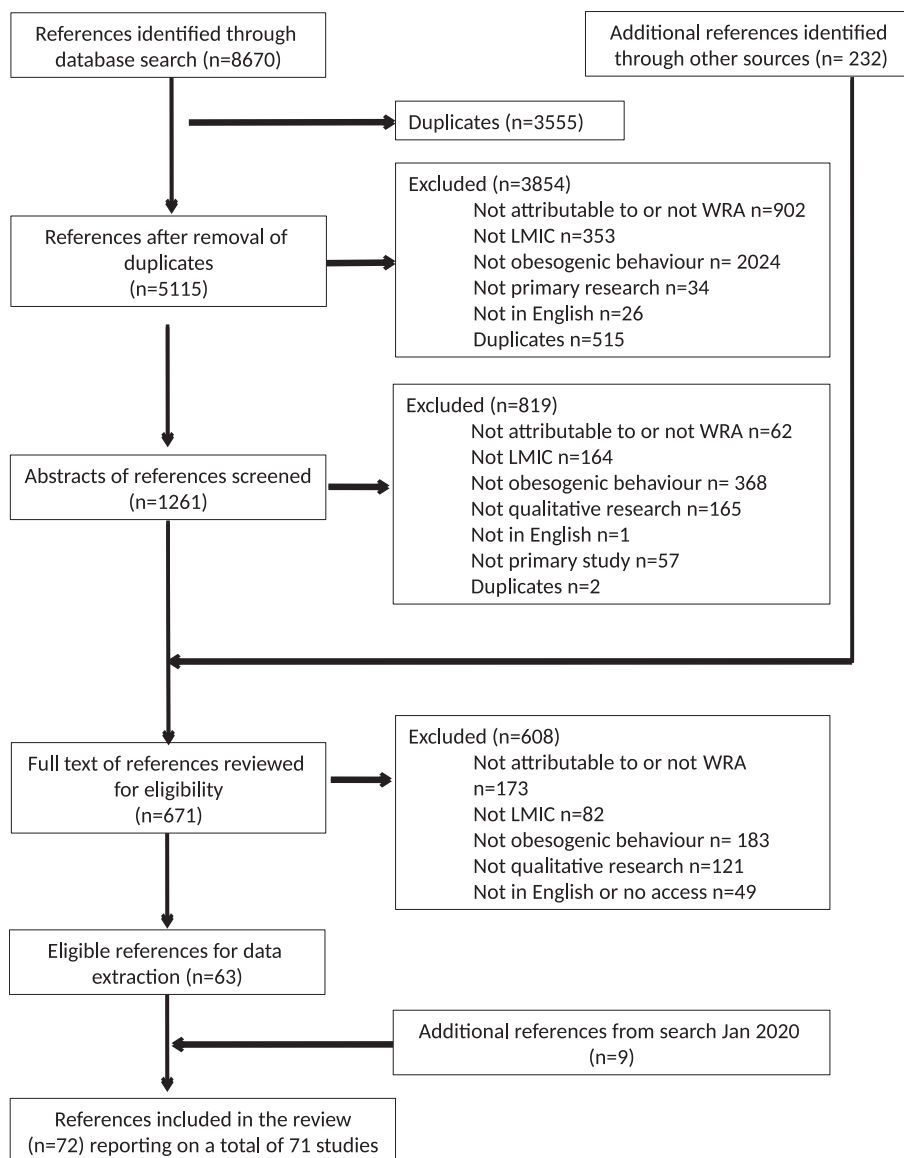 References identified through
database search (n=8670)
Additional references identified
through other sources (n= 232)
Duplicates (n=3555)
Excluded (n=3854)
Not attributable to or not WRA n=902
Not LMIC n=353
Not obesogenic behaviour n= 2024
Not primary research n=34
Not in English n=26
Duplicates n=515
References after removal of
duplicates
(n=5115)
Excluded (n=819)
Not attributable to or not WRA n=62
Not LMIC n=164
Not obesogenic behaviour n= 368
Not qualitative research n=165
Not in English n=1
Not primary study n=57
Duplicates n=2
Abstracts of references screened
(n=1261)
Full text of references reviewed
for eligibility
(n=671)
Excluded (n=608)
Not attributable to or not WRA
n=173
Not LMIC n=82
Not obesogenic behaviour n= 183
Not qualitative research n=121
Not in English or no access n=49
Eligible references for data
extraction (n=63)
Additional references from search Jan 2020
(n=9)
References included in the review
(n=72) reporting on a total of 71 studies